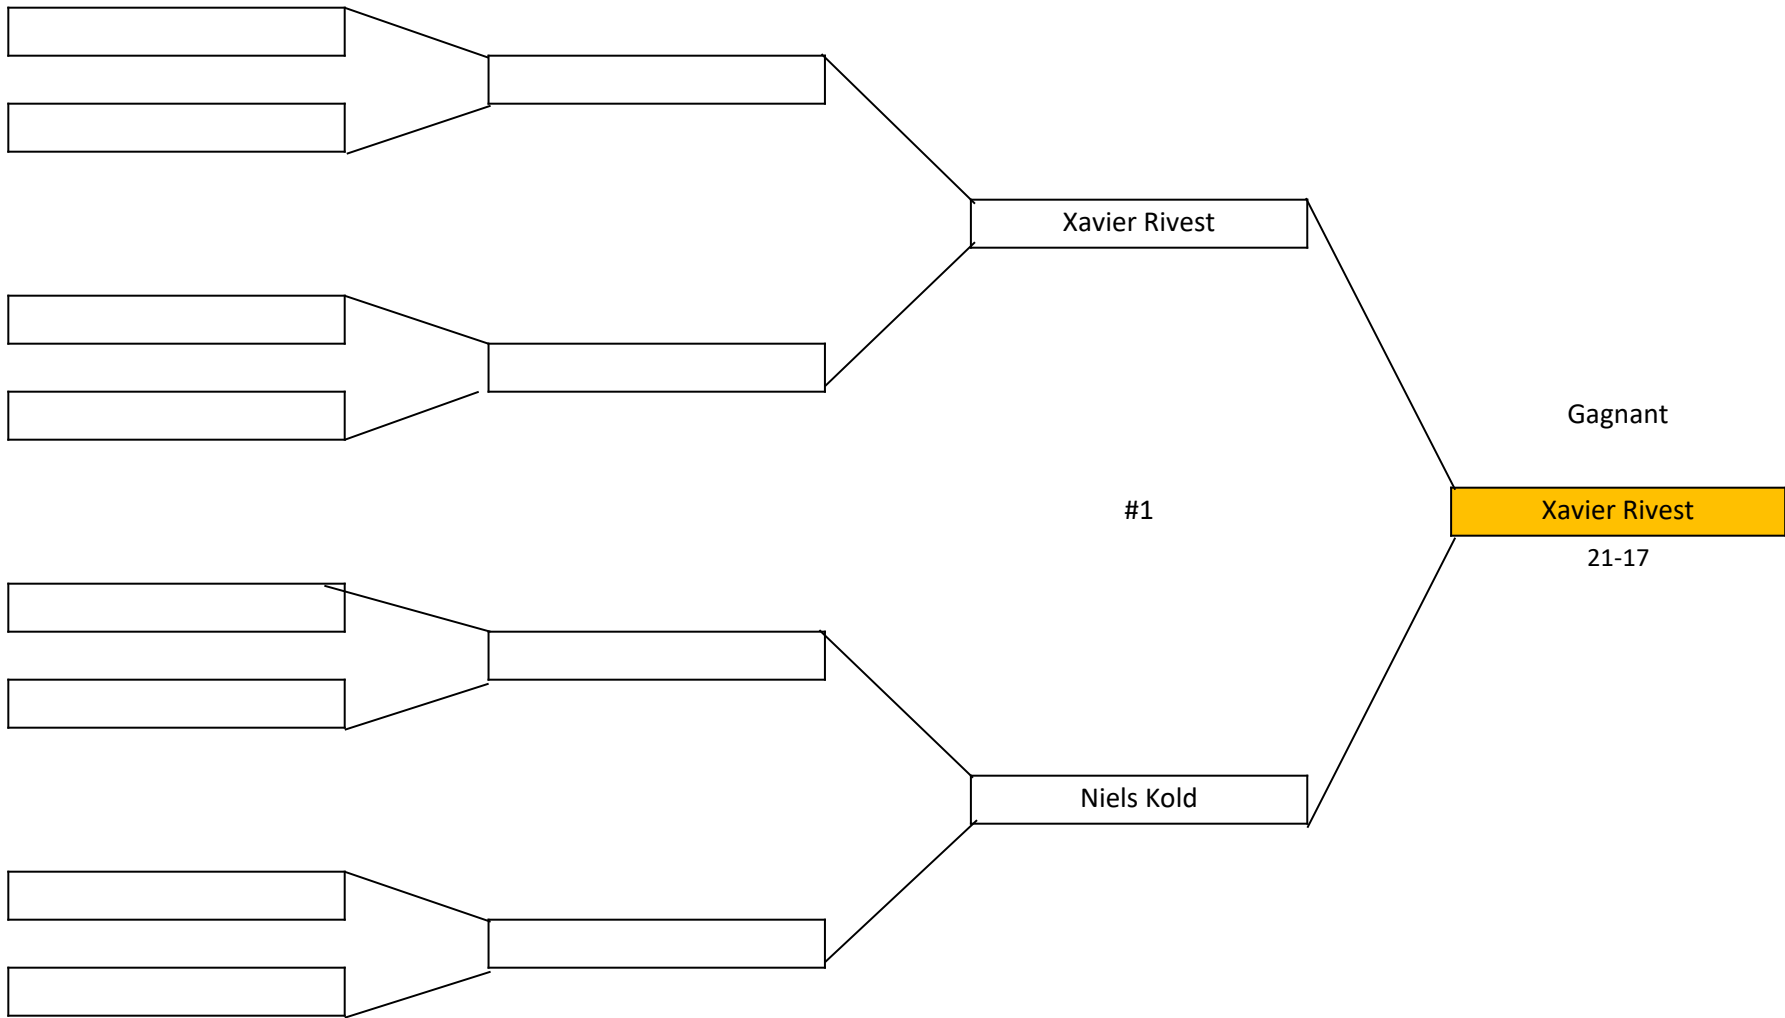 Xavier Rivest
Gagnant
#1
Xavier Rivest
21-17
Niels Kold